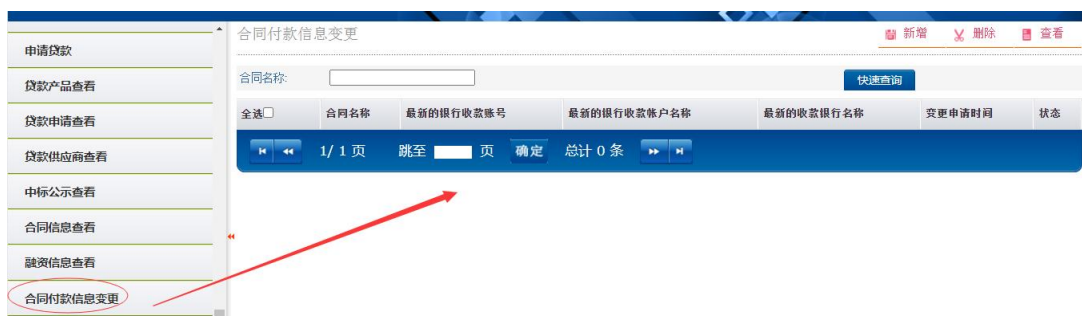 申请贷款
贷款产品查看
贷款申请查看
贷款供应商查看
中标公示查看
合同信息查看
融资信息查看
合同付款信息变更
合同付款信息变更 新增 删除 查看
合同名称: 快速查询
全选 合同名称 最新的银行收款账号 最新的银行收款帐户名称 最新的收款银行名称 变更申请时间 状态
1/ 1 页 跳至 页 确定 总计 0 条